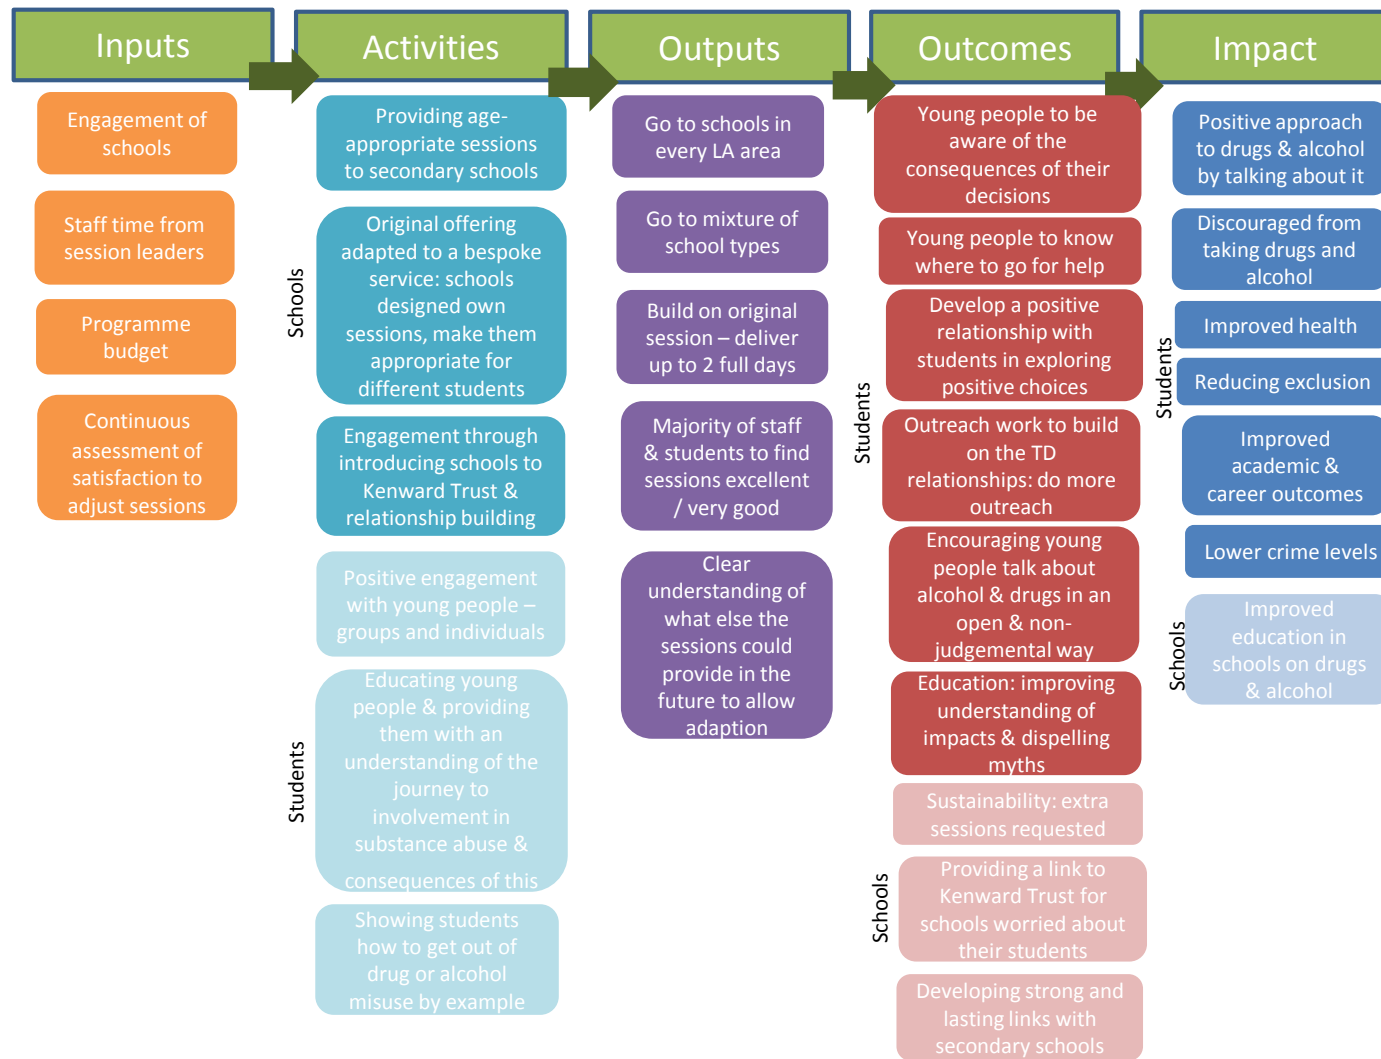 Inputs
Engagement of
schools
Staff time from
session leaders
Programme
budget
Continuous
assessment of
satisfaction to
adjust sessions
Activities
Schools
Providing age-
appropriate sessions
to secondary schools
Original offering
adapted to a bespoke
service: schools
designed own
sessions, make them
appropriate for
different students
Engagement through
introducing schools to
Kenward Trust &
relationship building
Students
Positive engagement
with young people –
groups and individuals
Educating young
people & providing
them with an
understanding of the
journey to
involvement in
substance abuse &
consequences of this
Showing students
how to get out of
drug or alcohol
misuse by example
Outputs
Go to schools in
every LA area
Go to mixture of
school types
Build on original
session – deliver
up to 2 full days
Majority of staff
& students to find
sessions excellent
/ very good
Clear
understanding of
what else the
sessions could
provide in the
future to allow
adaption
Outcomes
Students
Young people to be
aware of the
consequences of their
decisions
Young people to know
where to go for help
Develop a positive
relationship with
students in exploring
positive choices
Outreach work to build
on the TD
relationships: do more
outreach
Encouraging young
people talk about
alcohol & drugs in an
open & non-
judgemental way
Education: improving
understanding of
impacts & dispelling
myths
Schools
Sustainability: extra
sessions requested
Providing a link to
Kenward Trust for
schools worried about
their students
Developing strong and
lasting links with
secondary schools
Impact
Students
Positive approach
to drugs & alcohol
by talking about it
Discouraged from
taking drugs and
alcohol
Improved health
Reducing exclusion
Improved
academic &
career outcomes
Lower crime levels
Schools
Improved
education in
schools on drugs
& alcohol